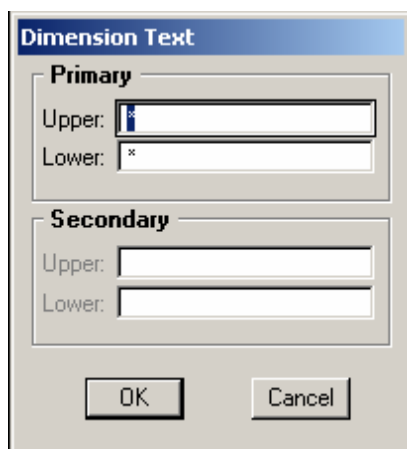 Dimension Text
Primary
Upper: *
Lower: *
Secondary
Upper:
Lower:
OK Cancel